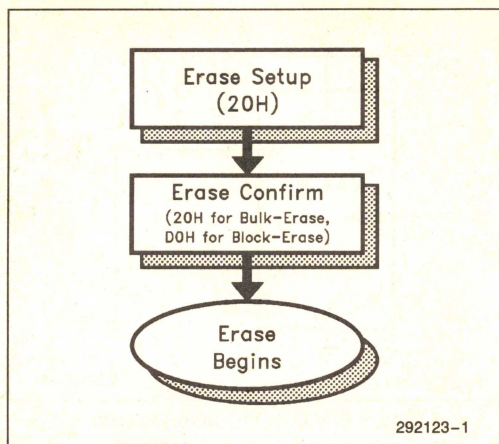 Erase Setup
(20H)
Erase Confirm
(20H for Bulk-Erase,
D0H for Block-Erase)
Erase
Begins
292123-1